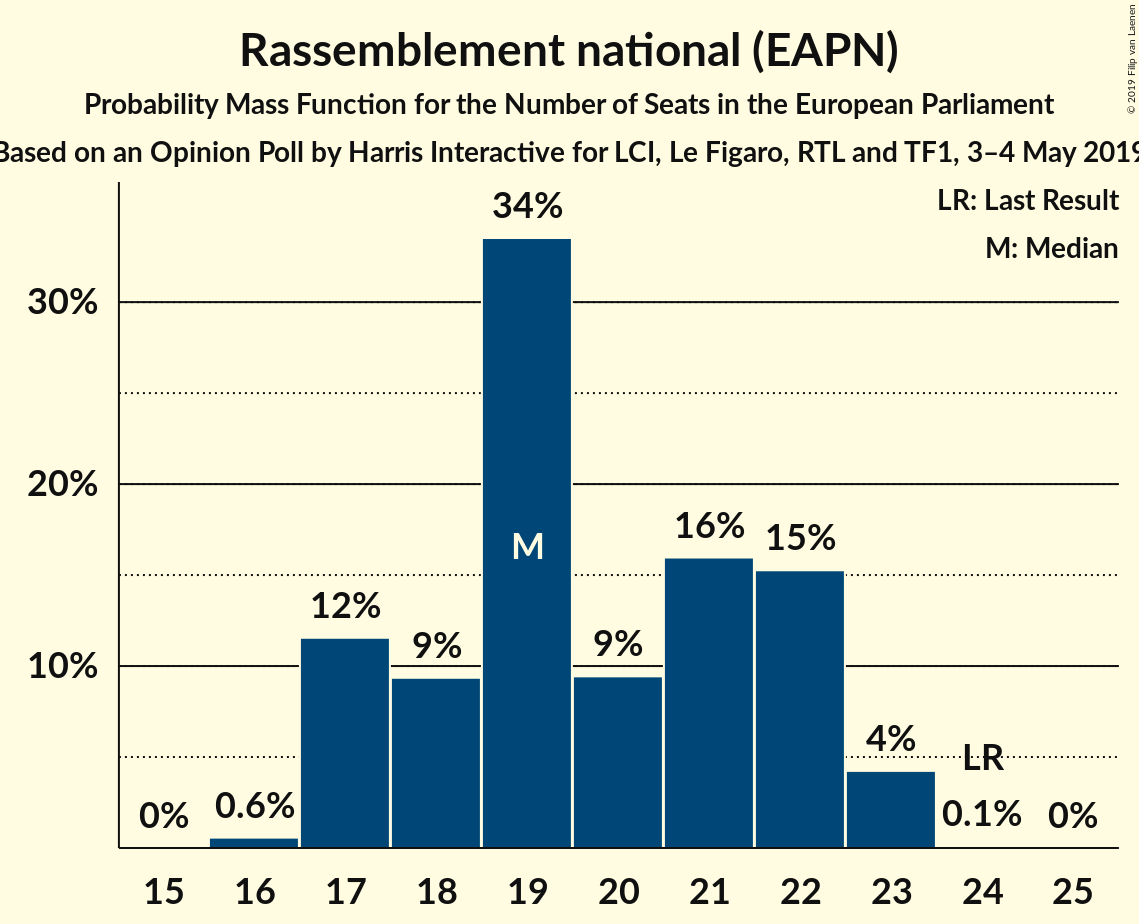 Rassemblement national (EAPN)
Probability Mass Function for the Number of Seats in the European Parliament
Based on an Opinion Poll by Harris Interactive for LCI, Le Figaro, RTL and TF1, 3–4 May 2019
© 2019 Filip van Laenen
LR: Last Result
M: Median
34%
30%
20%
M
16%
15%
12%
9%
9%
10%
4%
LR
0%
0.6%
0.1%
0%
15 16 17 18 19 20 21 22 23 24 25